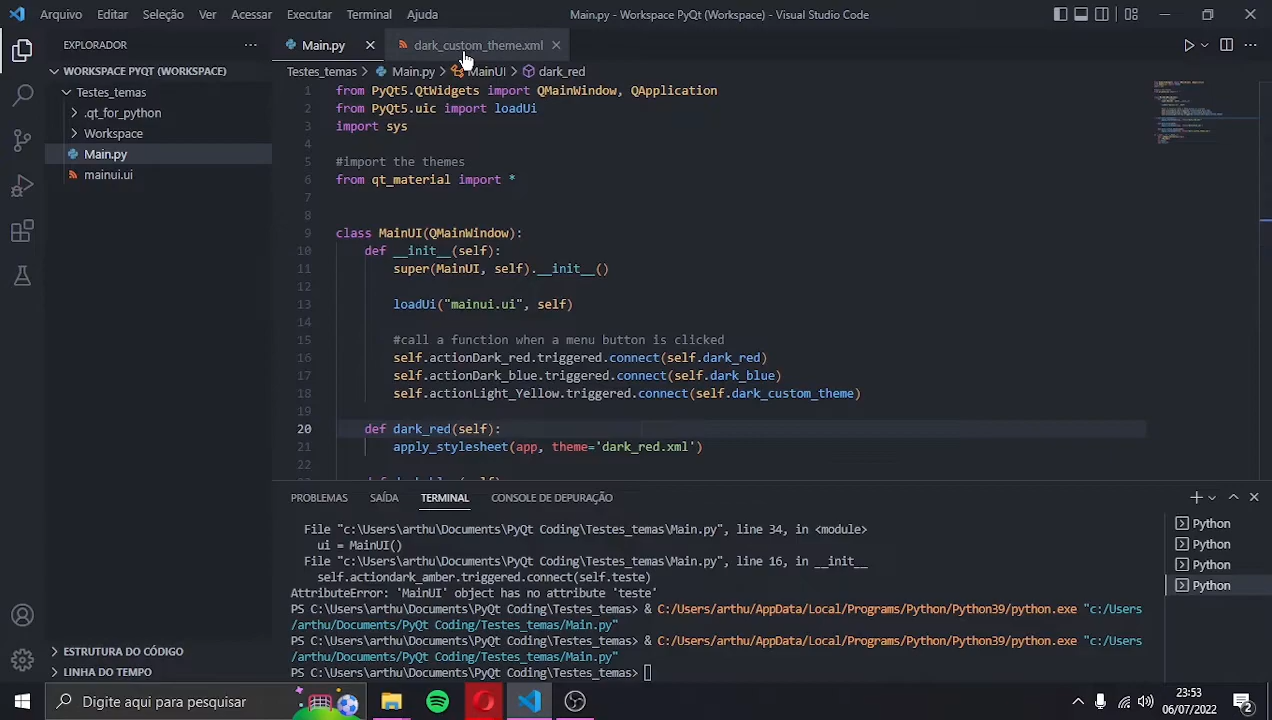 Arquivo Editar Seleção Ver Acessar Executar Terminal Ajuda Main.py - Workspace PyQt (Workspace) - Visual Studio Code
EXPLORADOR
WORKSPACE PYQT (WORKSPACE)
Testes_temas
.qt_for_python
Workspace
Main.py
mainui.ui
ESTRUTURA DO CÓDIGO
LINHA DO TEMPO
Main.py dark_custom_theme.xml
Testes_temas > Main.py > MainUI > dark_red
1 from PyQt5.QtWidgets import QMainWindow, QApplication
2 from PyQt5.uic import loadUi
3 import sys
4
5 #import the themes
6 from qt_material import *
7
8
9 class MainUI(QMainWindow):
10 def __init__(self):
11 super(MainUI, self).__init__()
12
13 loadUi("mainui.ui", self)
14
15 #call a function when a menu button is clicked
16 self.actionDark_red.triggered.connect(self.dark_red)
17 self.actionDark_blue.triggered.connect(self.dark_blue)
18 self.actionLight_Yellow.triggered.connect(self.dark_custom_theme)
19
20 def dark_red(self):
21 apply_stylesheet(app, theme='dark_red.xml')
22
PROBLEMAS SAÍDA TERMINAL CONSOLE DE DEPURAÇÃO
File "c:\Users\arthu\Documents\PyQt Coding\Testes_temas\Main.py", line 34, in <module>
ui = MainUI()
File "c:\Users\arthu\Documents\PyQt Coding\Testes_temas\Main.py", line 16, in __init__
self.actiondark_amber.triggered.connect(self.teste)
AttributeError: 'MainUI' object has no attribute 'teste'
PS C:\Users\arthu\Documents\PyQt Coding\Testes_temas> & C:/Users/arthu/AppData/Local/Programs/Python/Python39/python.exe "c:/Users
/arthu/Documents/PyQt Coding/Testes_temas/Main.py"
PS C:\Users\arthu\Documents\PyQt Coding\Testes_temas> & C:/Users/arthu/AppData/Local/Programs/Python/Python39/python.exe "c:/Users
/arthu/Documents/PyQt Coding/Testes_temas/Main.py"
PS C:\Users\arthu\Documents\PyQt Coding\Testes_temas>
Python
Python
Python
Python
Digite aqui para pesquisar
23:53
06/07/2022
2